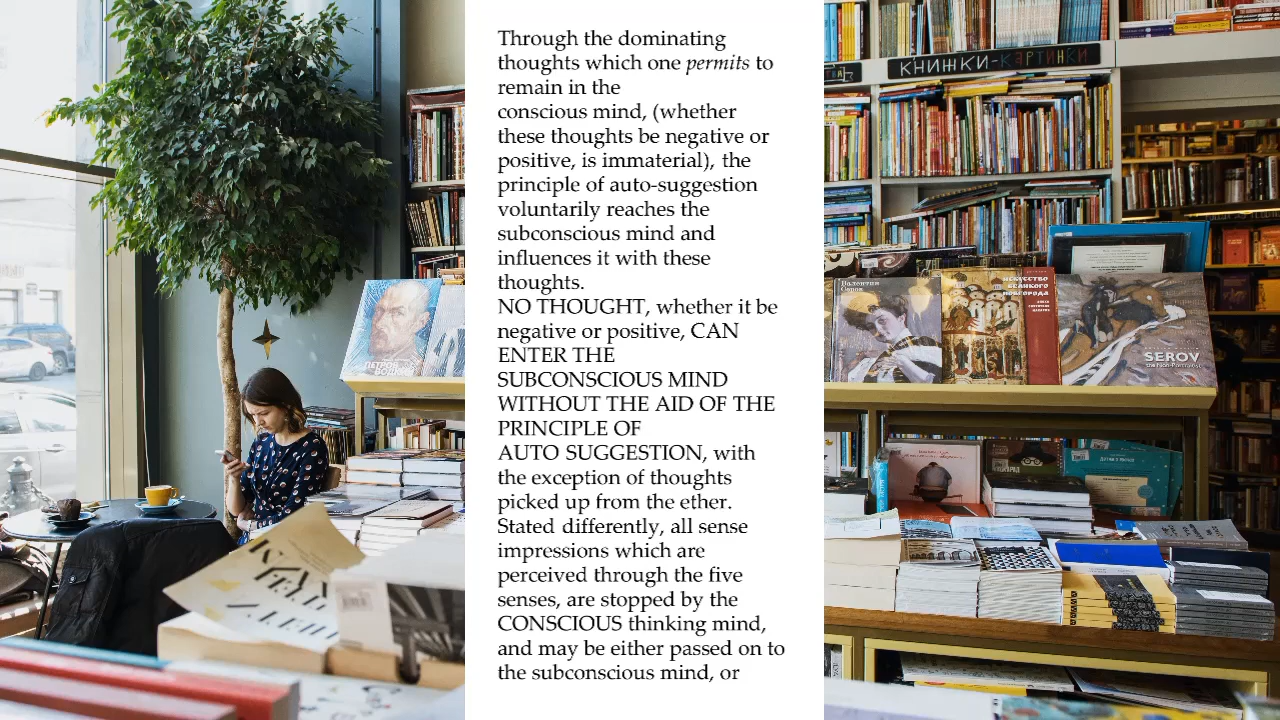 Through the dominating
thoughts which one permits to
remain in the
conscious mind, (whether
these thoughts be negative or
positive, is immaterial), the
principle of auto-suggestion
voluntarily reaches the
subconscious mind and
influences it with these
thoughts.
NO THOUGHT, whether it be
negative or positive, CAN
ENTER THE
SUBCONSCIOUS MIND
WITHOUT THE AID OF THE
PRINCIPLE OF
AUTO SUGGESTION, with
the exception of thoughts
picked up from the ether.
Stated differently, all sense
impressions which are
perceived through the five
senses, are stopped by the
CONSCIOUS thinking mind,
and may be either passed on to
the subconscious mind, or
КНИЖКИ-КАРТИНКИ
Валентин
Серов
ИСКУССТВО
ВЕЛИКОГО
НОВГОРОДА
SEROV